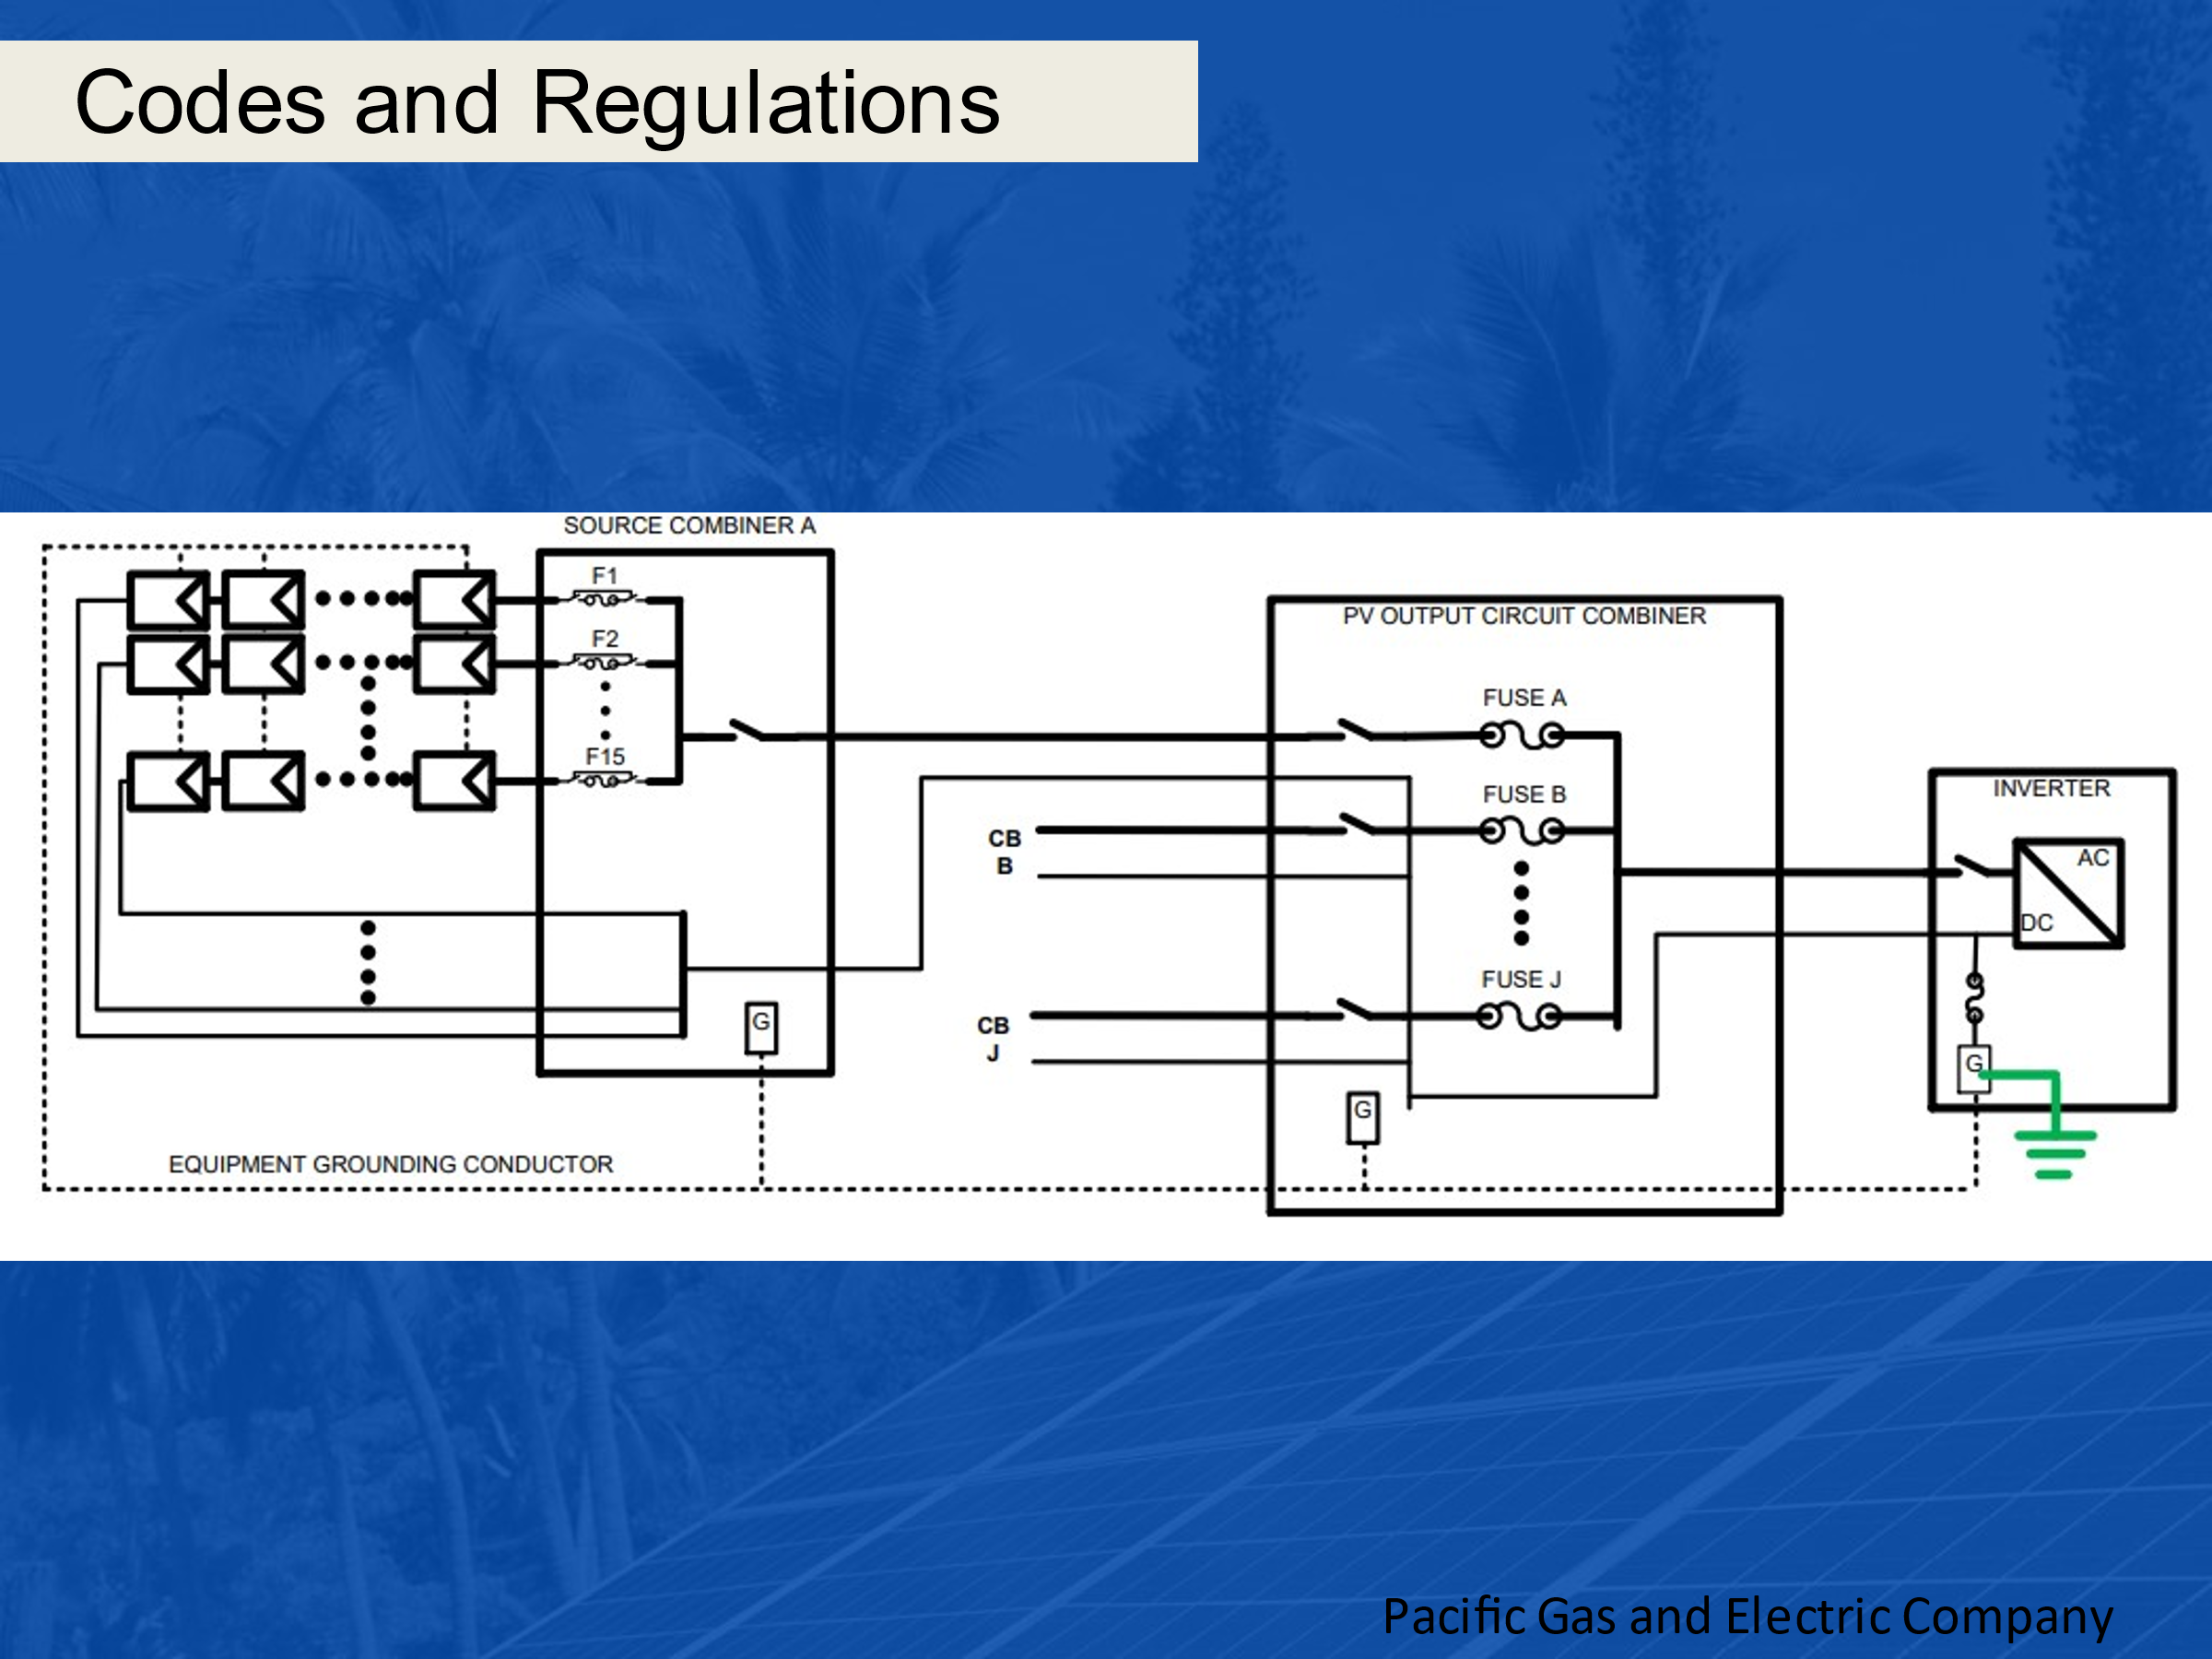 Codes and Regulations
SOURCE COMBINER A
F1
F2
F15
G
EQUIPMENT GROUNDING CONDUCTOR
CB
B
CB
J
PV OUTPUT CIRCUIT COMBINER
FUSE A
FUSE B
FUSE J
G
INVERTER
AC
DC
G
Pacific Gas and Electric Company